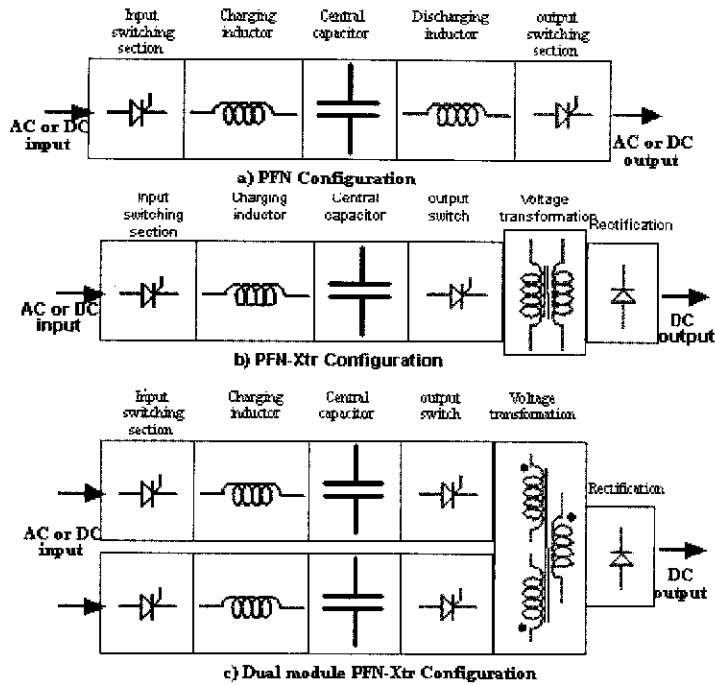 Input
switching
section
Charging
inductor
Central
capacitor
Discharging
inductor
output
switching
section
AC or DC
input
AC or DC
output
a) PFN Configuration
Input
switching
section
Charging
inductor
Central
capacitor
output
switch
Voltage
transformation
Rectification
AC or DC
input
DC
output
b) PFN-Xtr Configuration
Input
switching
section
Charging
inductor
Central
capacitor
output
switch
Voltage
transformation
Rectification
AC or DC
input
DC
output
c) Dual module PFN-Xtr Configuration